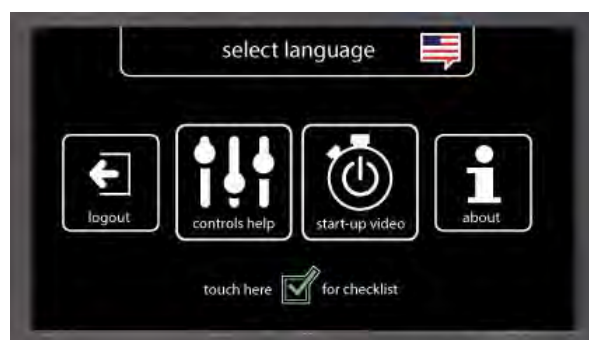 select language
logout
controls help
start-up video
about
touch here for checklist